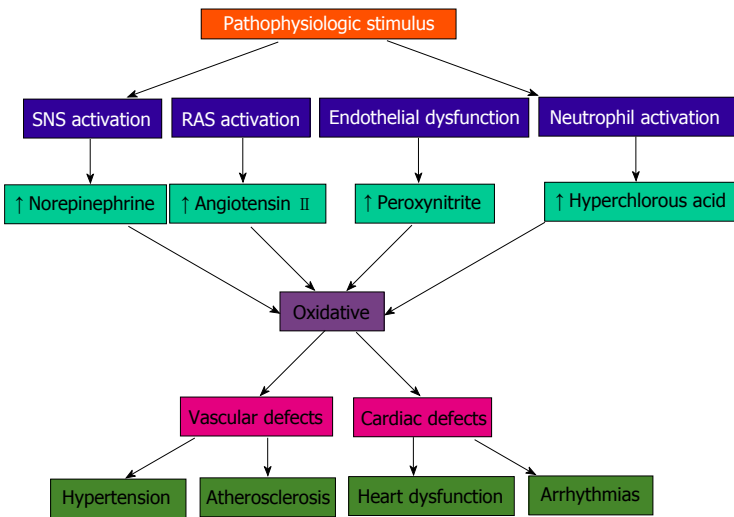 Pathophysiologic stimulus
SNS activation
RAS activation
Endothelial dysfunction
Neutrophil activation
↑ Norepinephrine
↑ Angiotensin Ⅱ
↑ Peroxynitrite
↑ Hyperchlorous acid
Oxidative
Vascular defects
Cardiac defects
Hypertension
Atherosclerosis
Heart dysfunction
Arrhythmias